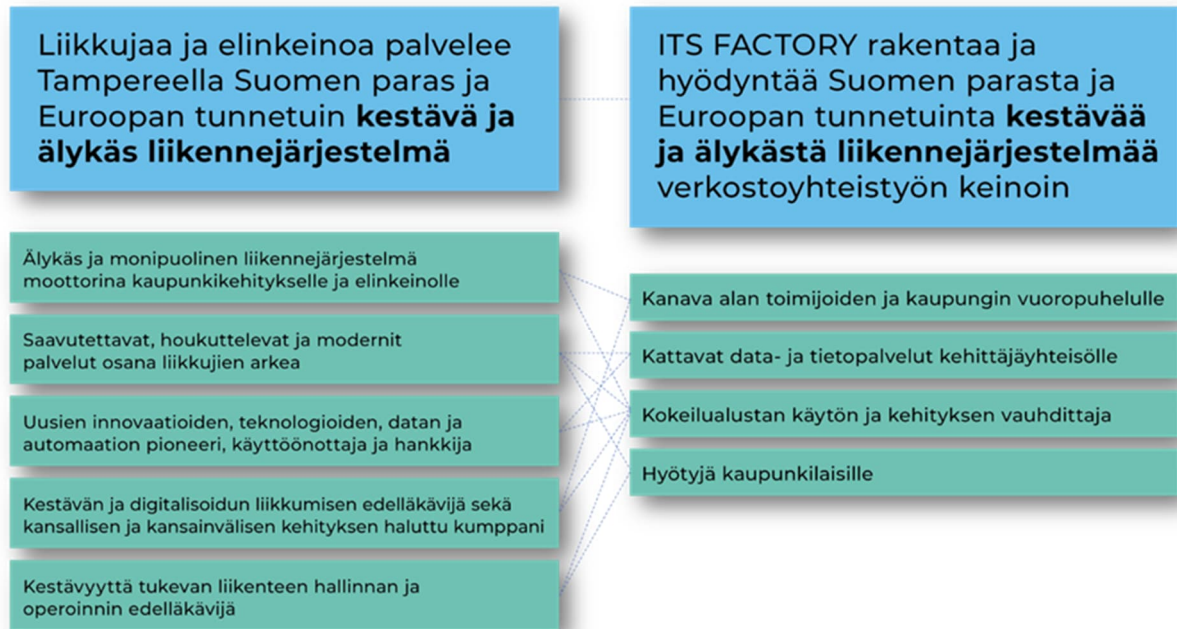 Liikkujaa ja elinkeinoa palvelee
Tampereella Suomen paras ja
Euroopan tunnetuin kestävä ja
älykäs liikennejärjestelmä
Älykäs ja monipuolinen liikennejärjestelmä
moottorina kaupunkikehitykselle ja elinkeinolle
Saavutettavat, houkuttelevat ja modernit
palvelut osana liikkujien arkea
Uusien innovaatioiden, teknologioiden, datan ja
automaation pioneeri, käyttöönottaja ja hankkija
Kestävän ja digitalisoidun liikkumisen edelläkävijä sekä
kansallisen ja kansainvälisen kehityksen haluttu kumppani
Kestävyyttä tukevan liikenteen hallinnan ja
operoinnin edelläkävijä
ITS FACTORY rakentaa ja
hyödyntää Suomen parasta ja
Euroopan tunnetuinta kestävää
ja älykästä liikennejärjestelmää
verkostoyhteistyön keinoin
Kanava alan toimijoiden ja kaupungin vuoropuhelulle
Kattavat data- ja tietopalvelut kehittäjäyhteisölle
Kokeilualustan käytön ja kehityksen vauhdittaja
Hyötyjä kaupunkilaisille